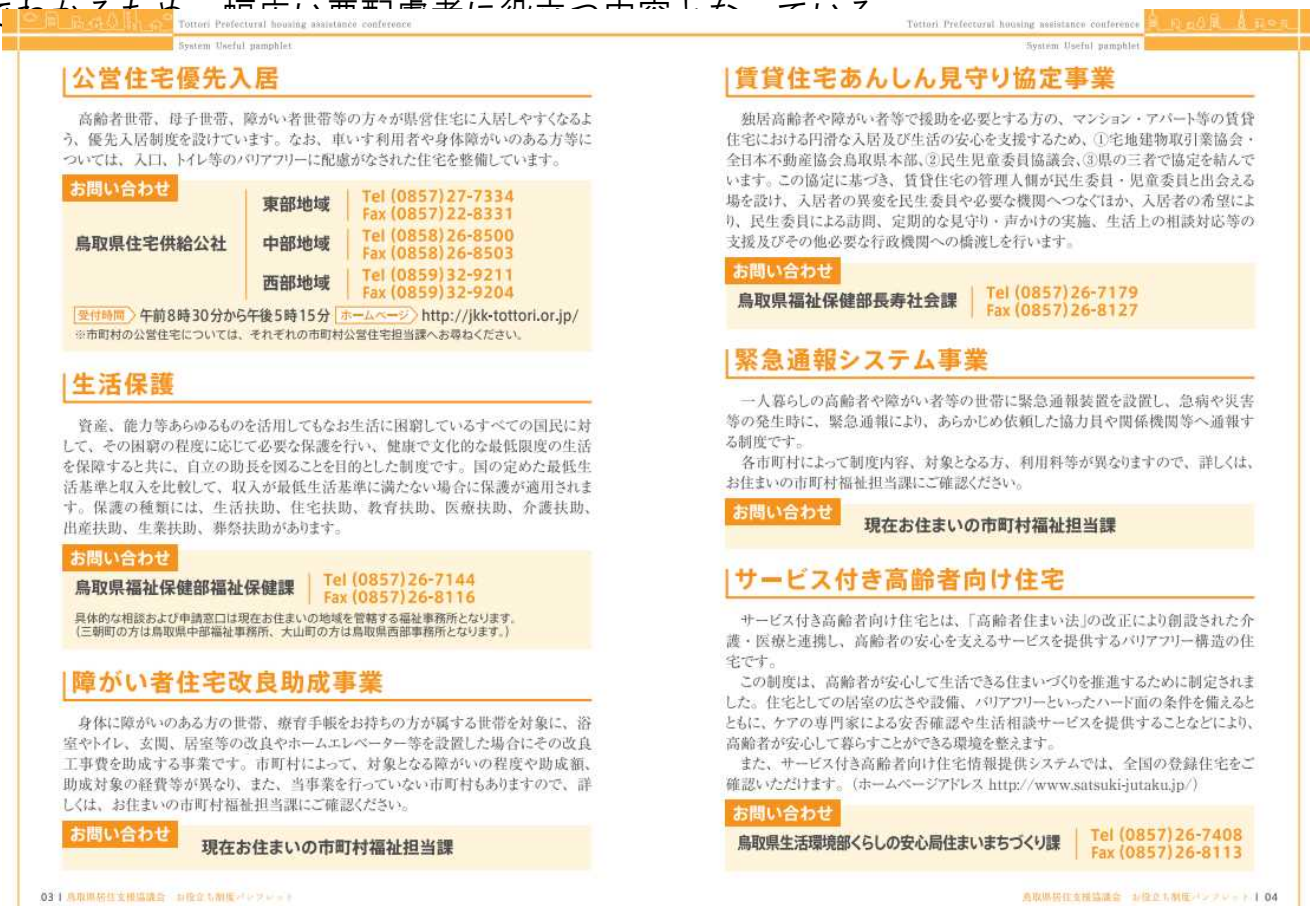 Tottori Prefectural housing assistance conference
System Useful pamphlet
公営住宅優先入居
高齢者世帯、母子世帯、障がい者世帯等の方々が県営住宅に入居しやすくなるよ
う、優先入居制度を設けています。なお、車いす利用者や身体障がいのある方等に
ついては、入口、トイレ等のバリアフリーに配慮がなされた住宅を整備しています。
お問い合わせ
鳥取県住宅供給公社
東部地域
Tel (0857)27-7334
Fax (0857)22-8331
中部地域
Tel (0858)26-8500
Fax (0858)26-8503
西部地域
Tel (0859)32-9211
Fax (0859)32-9204
受付時間 午前8時30分から午後5時15分 ホームページ http://jkk-tottori.or.jp/
※市町村の公営住宅については、それぞれの市町村公営住宅担当課へお尋ねください。
生活保護
資産、能力等あらゆるものを活用してもなお生活に困窮しているすべての国民に対
して、その困窮の程度に応じて必要な保護を行い、健康で文化的な最低限度の生活
を保障すると共に、自立の助長を図ることを目的とした制度です。国の定めた最低生
活基準と収入を比較して、収入が最低生活基準に満たない場合に保護が適用されま
す。保護の種類には、生活扶助、住宅扶助、教育扶助、医療扶助、介護扶助、
出産扶助、生業扶助、葬祭扶助があります。
お問い合わせ
鳥取県福祉保健部福祉保健課
Tel (0857)26-7144
Fax (0857)26-8116
具体的な相談および申請窓口は現在お住まいの地域を管轄する福祉事務所となります。
(三朝町の方は鳥取県中部福祉事務所、大山町の方は鳥取県西部事務所となります。)
障がい者住宅改良助成事業
身体に障がいのある方の世帯、療育手帳をお持ちの方が属する世帯を対象に、浴
室やトイレ、玄関、居室等の改良やホームエレベーター等を設置した場合にその改良
工事費を助成する事業です。市町村によって、対象となる障がいの程度や助成額、
助成対象の経費等が異なり、また、当事業を行っていない市町村もありますので、詳
しくは、お住まいの市町村福祉担当課にご確認ください。
お問い合わせ
現在お住まいの市町村福祉担当課
03 | 鳥取県居住支援協議会 お役立ち制度パンフレット
Tottori Prefectural housing assistance conference
System Useful pamphlet
賃貸住宅あんしん見守り協定事業
独居高齢者や障がい者等で援助を必要とする方の、マンション・アパート等の賃貸
住宅における円滑な入居及び生活の安心を支援するため、①宅地建物取引業協会・
全日本不動産協会鳥取県本部、②民生児童委員協議会、③県の三者で協定を結んで
います。この協定に基づき、賃貸住宅の管理人側が民生委員・児童委員と出会える
場を設け、入居者の異変を民生委員や必要な機関へつなぐほか、入居者の希望によ
り、民生委員による訪問、定期的な見守り・声かけの実施、生活上の相談対応等の
支援及びその他必要な行政機関への橋渡しを行います。
お問い合わせ
鳥取県福祉保健部長寿社会課
Tel (0857)26-7179
Fax (0857)26-8127
緊急通報システム事業
一人暮らしの高齢者や障がい者等の世帯に緊急通報装置を設置し、急病や災害
等の発生時に、緊急通報により、あらかじめ依頼した協力員や関係機関等へ通報す
る制度です。
各市町村によって制度内容、対象となる方、利用料等が異なりますので、詳しくは、
お住まいの市町村福祉担当課にご確認ください。
お問い合わせ
現在お住まいの市町村福祉担当課
サービス付き高齢者向け住宅
サービス付き高齢者向け住宅とは、「高齢者住まい法」の改正により創設された介
護・医療と連携し、高齢者の安心を支えるサービスを提供するバリアフリー構造の住
宅です。
この制度は、高齢者が安心して生活できる住まいづくりを推進するために制定されま
した。住宅としての居室の広さや設備、バリアフリーといったハード面の条件を備えると
ともに、ケアの専門家による安否確認や生活相談サービスを提供することなどにより、
高齢者が安心して暮らすことができる環境を整えます。
また、サービス付き高齢者向け住宅情報提供システムでは、全国の登録住宅をご
確認いただけます。(ホームページアドレス http://www.satsuki-jutaku.jp/)
お問い合わせ
鳥取県生活環境部くらしの安心局住まいまちづくり課
Tel (0857)26-7408
Fax (0857)26-8113
鳥取県居住支援協議会 お役立ち制度パンフレット | 04